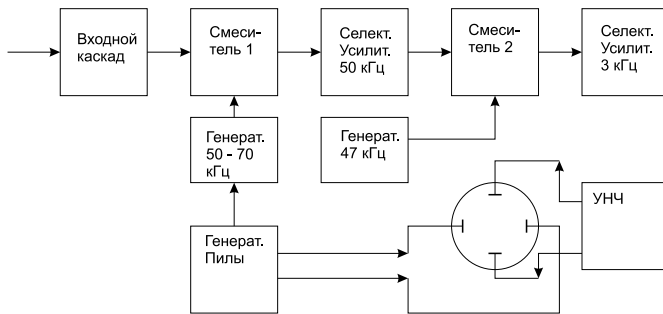 Входной
каскад
Смеси-
тель 1
Селект.
Усилит.
50 кГц
Смеси-
тель 2
Селект.
Усилит.
3 кГц
Генерат.
50 - 70
кГц
Генерат.
47 кГц
Генерат.
Пилы
УНЧ